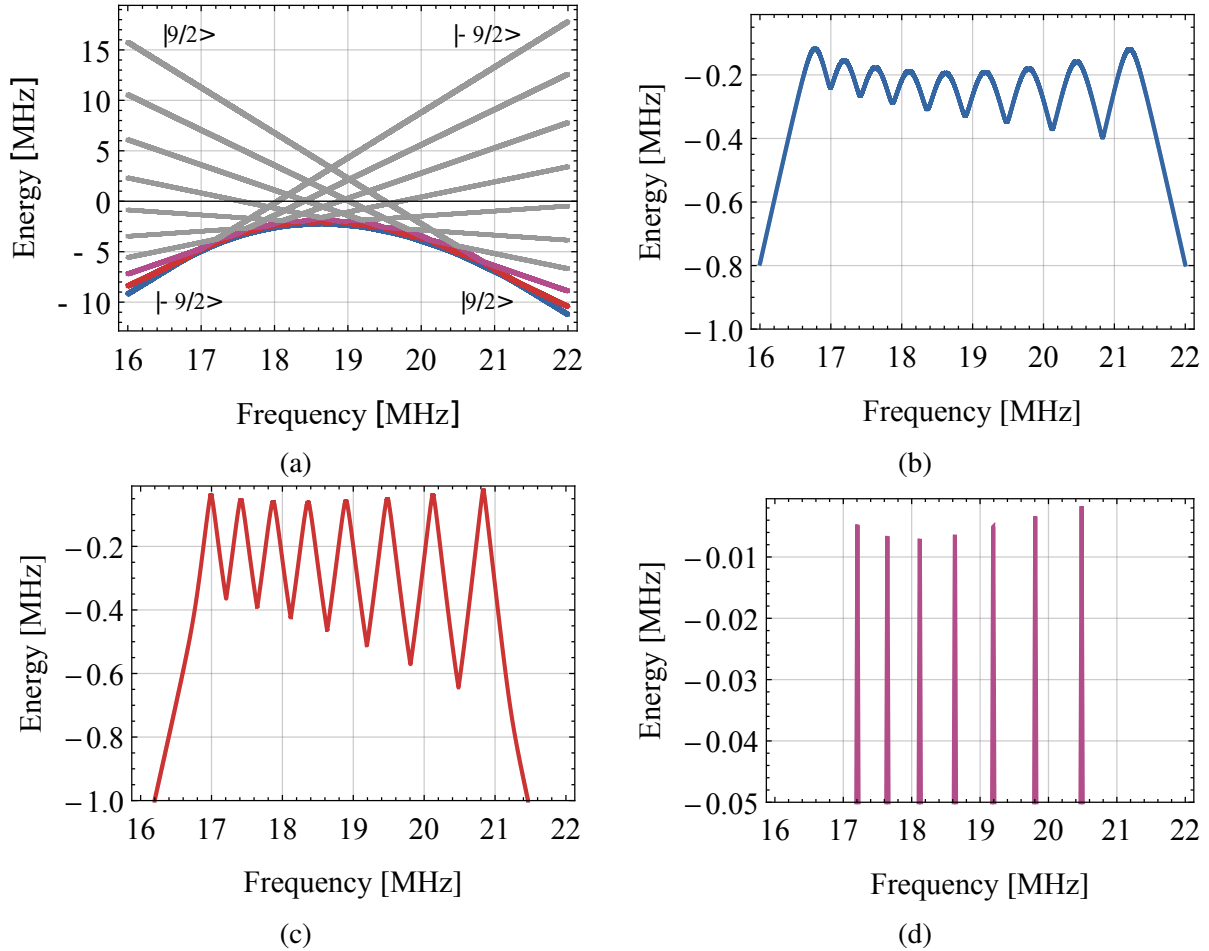 |9/2>
|- 9/2>
15
10
5
0
-5
- 10
|- 9/2>
|9/2>
16 17 18 19 20 21 22
Energy [MHz]
Frequency [MHz]
(a)
−0.2
−0.4
−0.6
−0.8
−1.0
16 17 18 19 20 21 22
Energy [MHz]
Frequency [MHz]
(b)
−0.2
−0.4
−0.6
−0.8
−1.0
16 17 18 19 20 21 22
Energy [MHz]
Frequency [MHz]
(c)
−0.01
−0.02
−0.03
−0.04
−0.05
16 17 18 19 20 21 22
Energy [MHz]
Frequency [MHz]
(d)